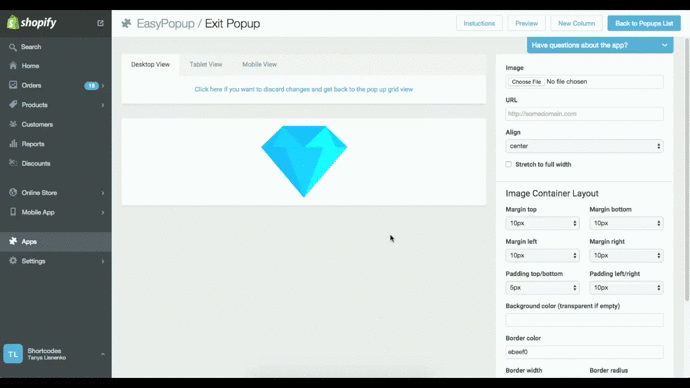 shopify
EasyPopup / Exit Popup
Instuctions
Preview
New Column
Back to Popups List
Search
Home
Orders
15
Products
Customers
Reports
Discounts
Online Store
Mobile App
Apps
Settings
TL
Shortcodes
Tanya Lisnenko
Desktop View
Tablet View
Mobile View
Click here if you want to discard changes and get back to the pop up grid view
Have questions about the app?
Image
Choose File No file chosen
URL
http://somedomain.com
Align
center
Stretch to full width
Image Container Layout
Margin top
Margin bottom
10px
10px
Margin left
Margin right
10px
10px
Padding top/bottom
Padding left/right
5px
10px
Background color (transparent if empty)
Border color
ebeef0
Border width
Border radius